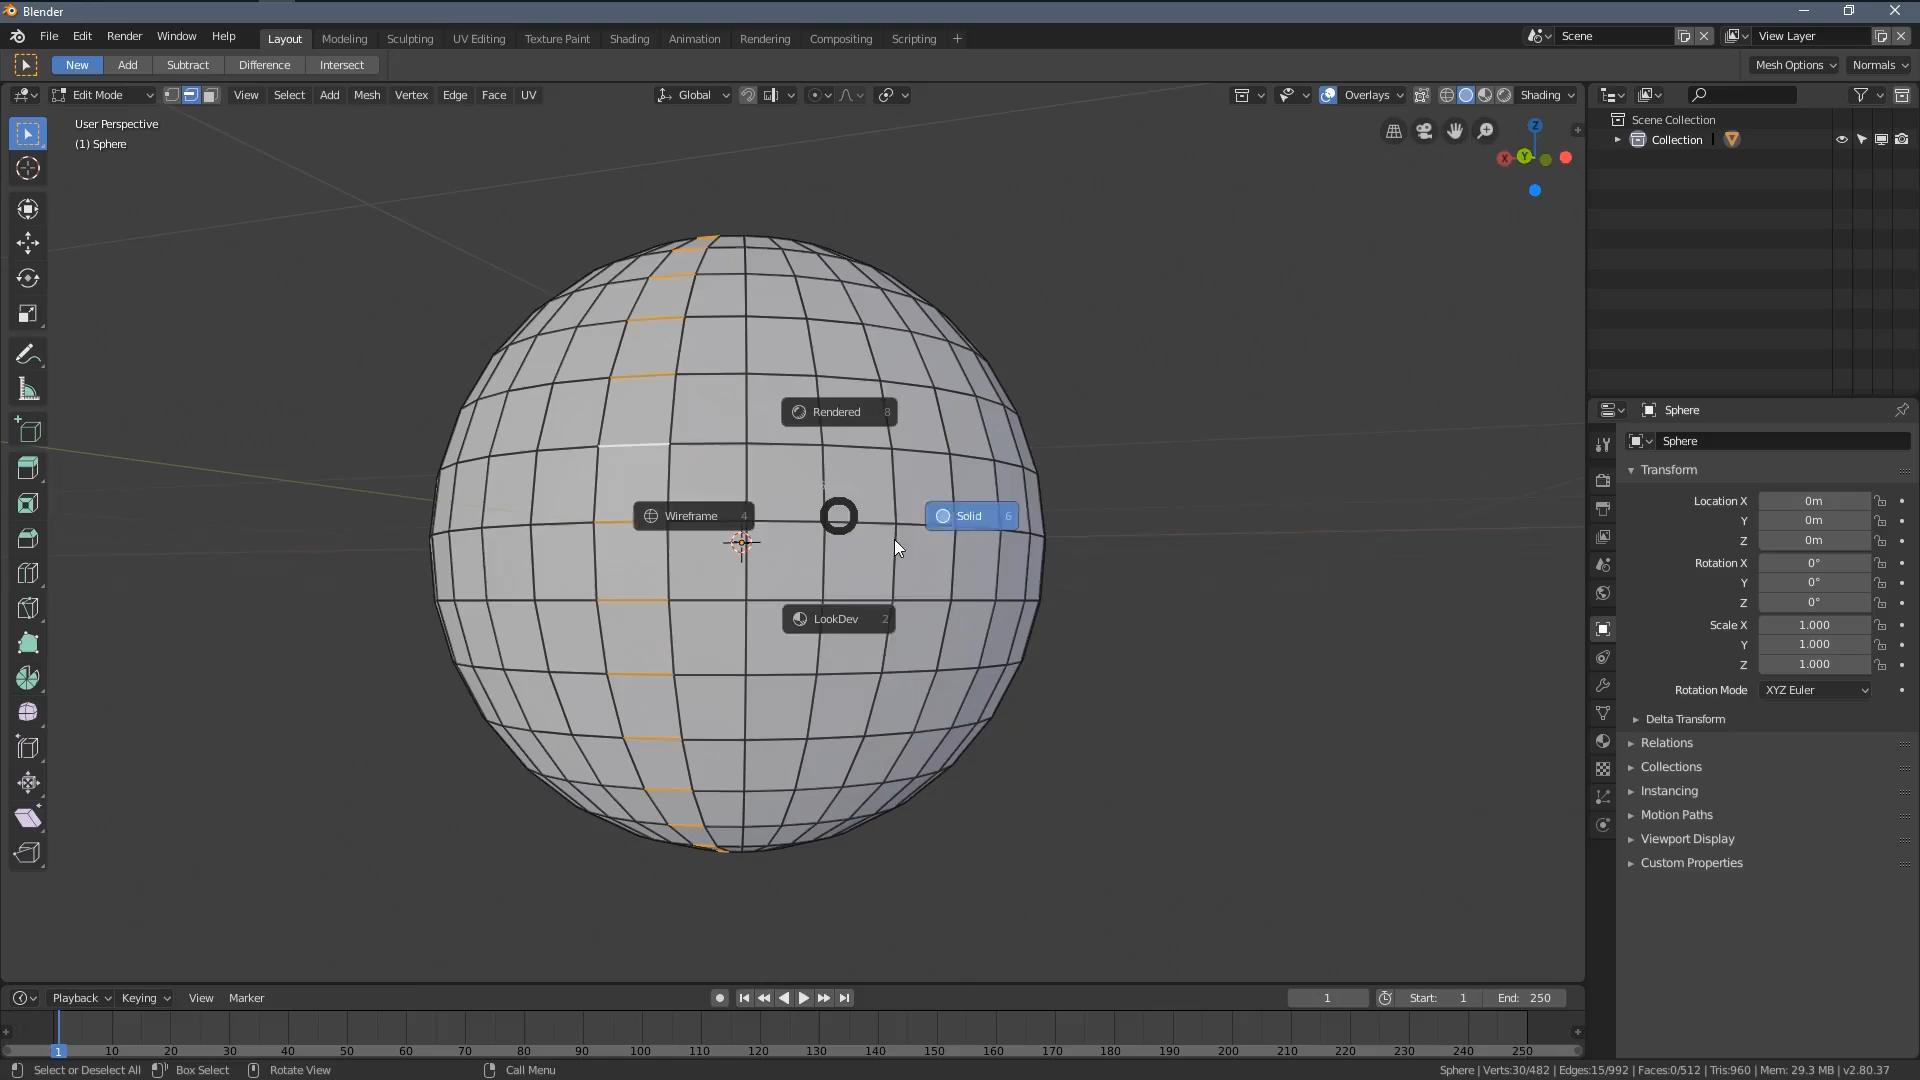 Blender
File Edit Render Window Help Layout Modeling Sculpting UV Editing Texture Paint Shading Animation Rendering Compositing Scripting + Scene View Layer
New Add Subtract Difference Intersect Mesh Options Normals
Edit Mode View Select Add Mesh Vertex Edge Face UV Global Overlays Shading
User Perspective
(1) Sphere
Z
X Y
Scene Collection
Collection
Rendered 8
Wireframe 4
Solid 6
LookDev 2
Sphere
Sphere
Transform
Location X 0m
Y 0m
Z 0m
Rotation X 0°
Y 0°
Z 0°
Scale X 1.000
Y 1.000
Z 1.000
Rotation Mode XYZ Euler
Delta Transform
Relations
Collections
Instancing
Motion Paths
Viewport Display
Custom Properties
Playback Keying View Marker 1 Start: 1 End: 250
1 10 20 30 40 50 60 70 80 90 100 110 120 130 140 150 160 170 180 190 200 210 220 230 240 250
Select or Deselect All Box Select Rotate View Call Menu Sphere | Verts:30/482 | Edges:15/992 | Faces:0/512 | Tris:960 | Mem: 29.3 MB | v2.80.37